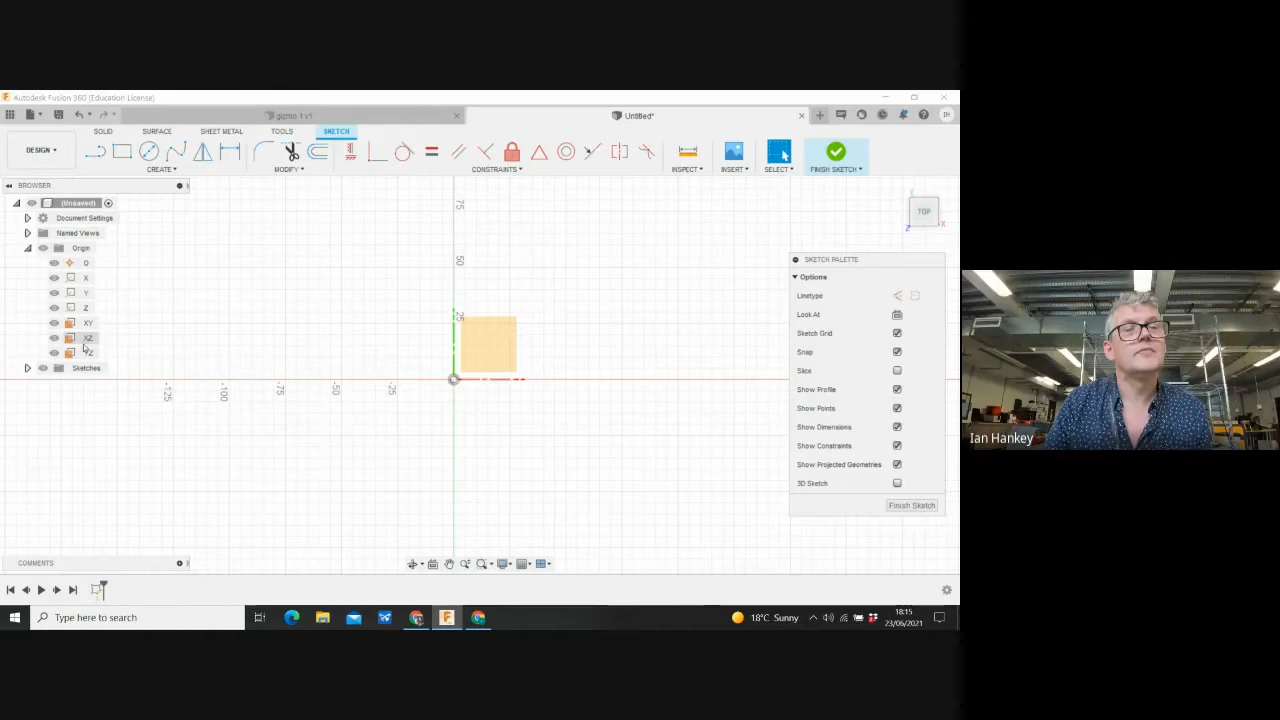 Autodesk Fusion 360 (Education License)
gizmo 1 v1
Untitled*
IH
DESIGN
SOLID SURFACE SHEET METAL TOOLS SKETCH
CREATE MODIFY CONSTRAINTS INSPECT INSERT SELECT FINISH SKETCH
BROWSER
(Unsaved)
Document Settings
Named Views
Origin
O
X
Y
Z
XY
XZ
Sketches
75
50
25
-125 -100 -75 -50 -25
TOP
X
Z
SKETCH PALETTE
Options
Linetype
Look At
Sketch Grid
Snap
Slice
Show Profile
Show Points
Show Dimensions
Show Constraints
Show Projected Geometries
3D Sketch
Finish Sketch
COMMENTS
Type here to search
18°C Sunny
18:15
23/06/2021
Ian Hankey